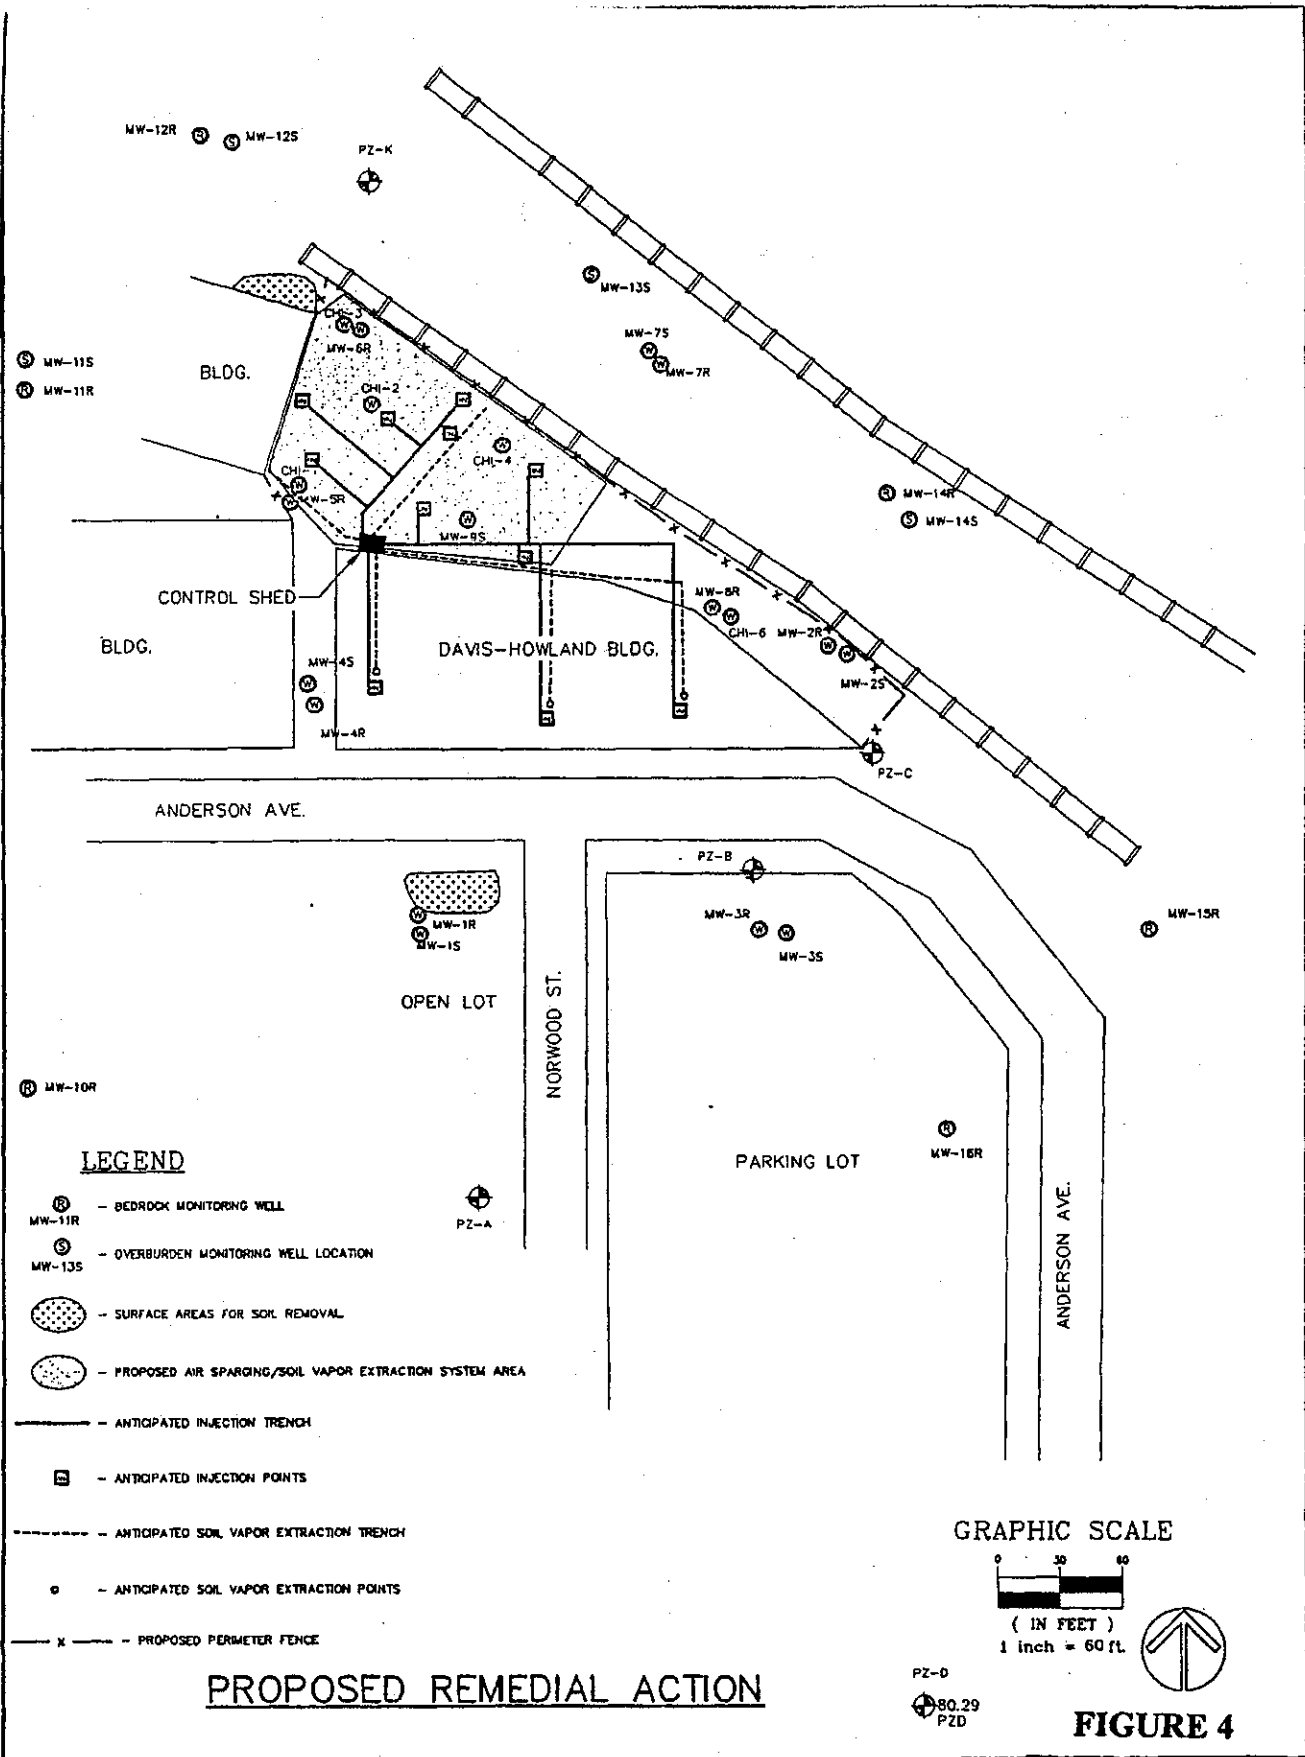 MW-12R
MW-12S
PZ-K
MW-13S
CHI-3
MW-6R
MW-7S
MW-7R
MW-11S
MW-11R
BLDG.
CHI-2
CHI-4
CHI-1
MW-5R
MW-9S
MW-14R
MW-14S
CONTROL SHED
BLDG.
DAVIS-HOWLAND BLDG.
MW-8R
CHI-6
MW-2R
MW-2S
MW-4S
MW-4R
PZ-C
ANDERSON AVE.
PZ-B
MW-1R
MW-1S
MW-3R
MW-3S
MW-15R
OPEN LOT
NORWOOD ST.
MW-10R
PARKING LOT
MW-16R
ANDERSON AVE.
PZ-A
LEGEND
R
MW-11R
- BEDROCK MONITORING WELL
S
MW-13S
- OVERBURDEN MONITORING WELL LOCATION
- SURFACE AREAS FOR SOIL REMOVAL
- PROPOSED AIR SPARGING/SOIL VAPOR EXTRACTION SYSTEM AREA
- ANTICIPATED INJECTION TRENCH
- ANTICIPATED INJECTION POINTS
- ANTICIPATED SOIL VAPOR EXTRACTION TRENCH
- ANTICIPATED SOIL VAPOR EXTRACTION POINTS
x - PROPOSED PERIMETER FENCE
GRAPHIC SCALE
0 30 60
( IN FEET )
1 inch = 60 ft.
PROPOSED REMEDIAL ACTION
PZ-D
80.29
PZD
FIGURE 4